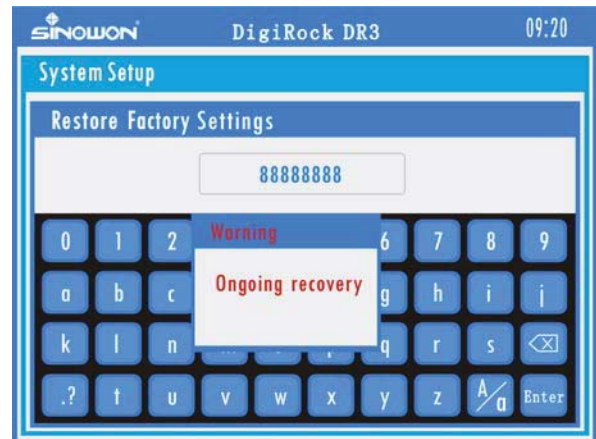 SINOWON DigiRock DR3 09:20
System Setup
Restore Factory Settings
88888888
Warning
Ongoing recovery
0 1 2 6 7 8 9
a b c g h i j
k l n q r s
.? t u v w x y z A/a Enter